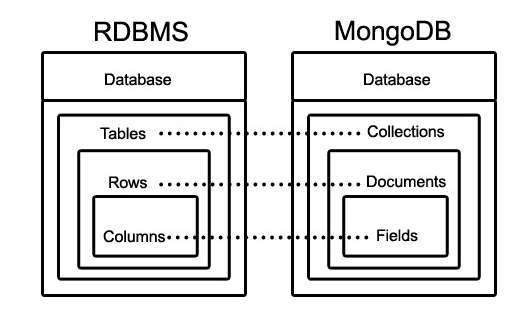 RDBMS MongoDB
Database Database
Tables Collections
Rows Documents
Columns Fields